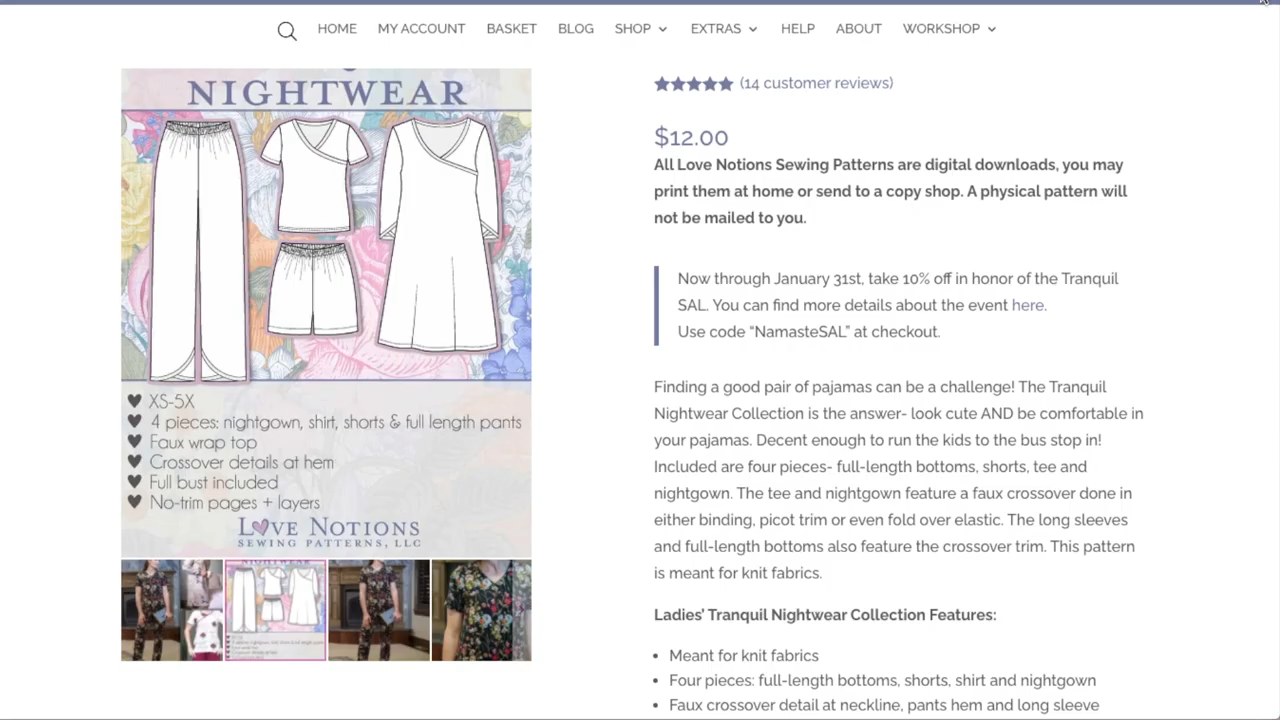 HOME MY ACCOUNT BASKET BLOG SHOP EXTRAS HELP ABOUT WORKSHOP
NIGHTWEAR
XS-5X
4 pieces: nightgown, shirt, shorts & full length pants
Faux wrap top
Crossover details at hem
Full bust included
No-trim pages + layers
LOVE NOTIONS
SEWING PATTERNS, LLC
(14 customer reviews)
$12.00
All Love Notions Sewing Patterns are digital downloads, you may
print them at home or send to a copy shop. A physical pattern will
not be mailed to you.
Now through January 31st, take 10% off in honor of the Tranquil
SAL. You can find more details about the event here.
Use code “NamasteSAL” at checkout.
Finding a good pair of pajamas can be a challenge! The Tranquil
Nightwear Collection is the answer- look cute AND be comfortable in
your pajamas. Decent enough to run the kids to the bus stop in!
Included are four pieces- full-length bottoms, shorts, tee and
nightgown. The tee and nightgown feature a faux crossover done in
either binding, picot trim or even fold over elastic. The long sleeves
and full-length bottoms also feature the crossover trim. This pattern
is meant for knit fabrics.
Ladies’ Tranquil Nightwear Collection Features:
Meant for knit fabrics
Four pieces: full-length bottoms, shorts, shirt and nightgown
Faux crossover detail at neckline, pants hem and long sleeve